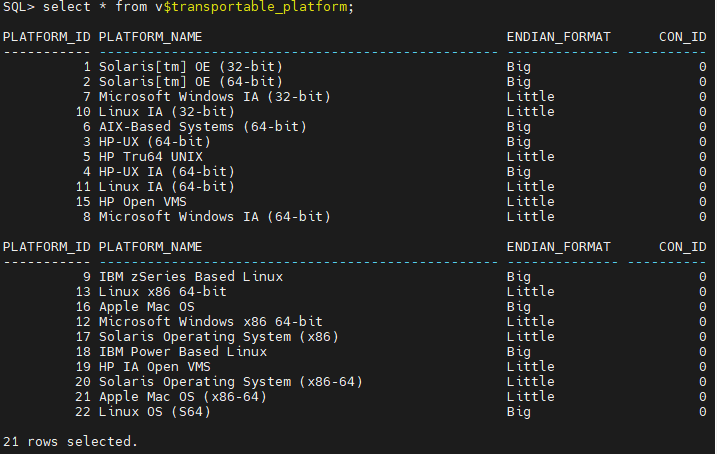 SQL> select * from v$transportable_platform;
PLATFORM_ID PLATFORM_NAME ENDIAN_FORMAT CON_ID
----------- -------------------------------------------------- -------------- ----------
1 Solaris[tm] OE (32-bit) Big 0
2 Solaris[tm] OE (64-bit) Big 0
7 Microsoft Windows IA (32-bit) Little 0
10 Linux IA (32-bit) Little 0
6 AIX-Based Systems (64-bit) Big 0
3 HP-UX (64-bit) Big 0
5 HP Tru64 UNIX Little 0
4 HP-UX IA (64-bit) Big 0
11 Linux IA (64-bit) Little 0
15 HP Open VMS Little 0
8 Microsoft Windows IA (64-bit) Little 0
PLATFORM_ID PLATFORM_NAME ENDIAN_FORMAT CON_ID
----------- -------------------------------------------------- -------------- ----------
9 IBM zSeries Based Linux Big 0
13 Linux x86 64-bit Little 0
16 Apple Mac OS Big 0
12 Microsoft Windows x86 64-bit Little 0
17 Solaris Operating System (x86) Little 0
18 IBM Power Based Linux Big 0
19 HP IA Open VMS Little 0
20 Solaris Operating System (x86-64) Little 0
21 Apple Mac OS (x86-64) Little 0
22 Linux OS (S64) Big 0
21 rows selected.